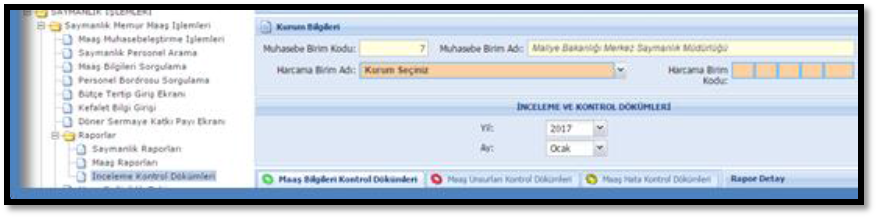 SAYMANLIK İŞLEMLERİ
Saymanlık Memur Maaş İşlemleri
Maaş Muhasebeleştirme İşlemleri
Saymanlık Personel Arama
Maaş Bilgileri Sorgulama
Personel Bordrosu Sorgulama
Bütçe Tertip Giriş Ekranı
Kefalet Bilgi Girişi
Döner Sermaye Katkı Payı Ekranı
Raporlar
Saymanlık Raporları
Maaş Raporları
İnceleme Kontrol Dökümleri
Kurum Bilgileri
Muhasebe Birim Kodu: 7 Muhasebe Birim Adı: Maliye Bakanlığı Merkez Saymanlık Müdürlüğü
Harcama Birim Adı: Kurum Seçiniz Harcama Birim
Kodu:
İNCELEME VE KONTROL DÖKÜMLERİ
Yıl: 2017
Ay: Ocak
Maaş Bilgileri Kontrol Dökümleri Maaş Unsurları Kontrol Dökümleri Maaş Hata Kontrol Dökümleri Rapor Detay